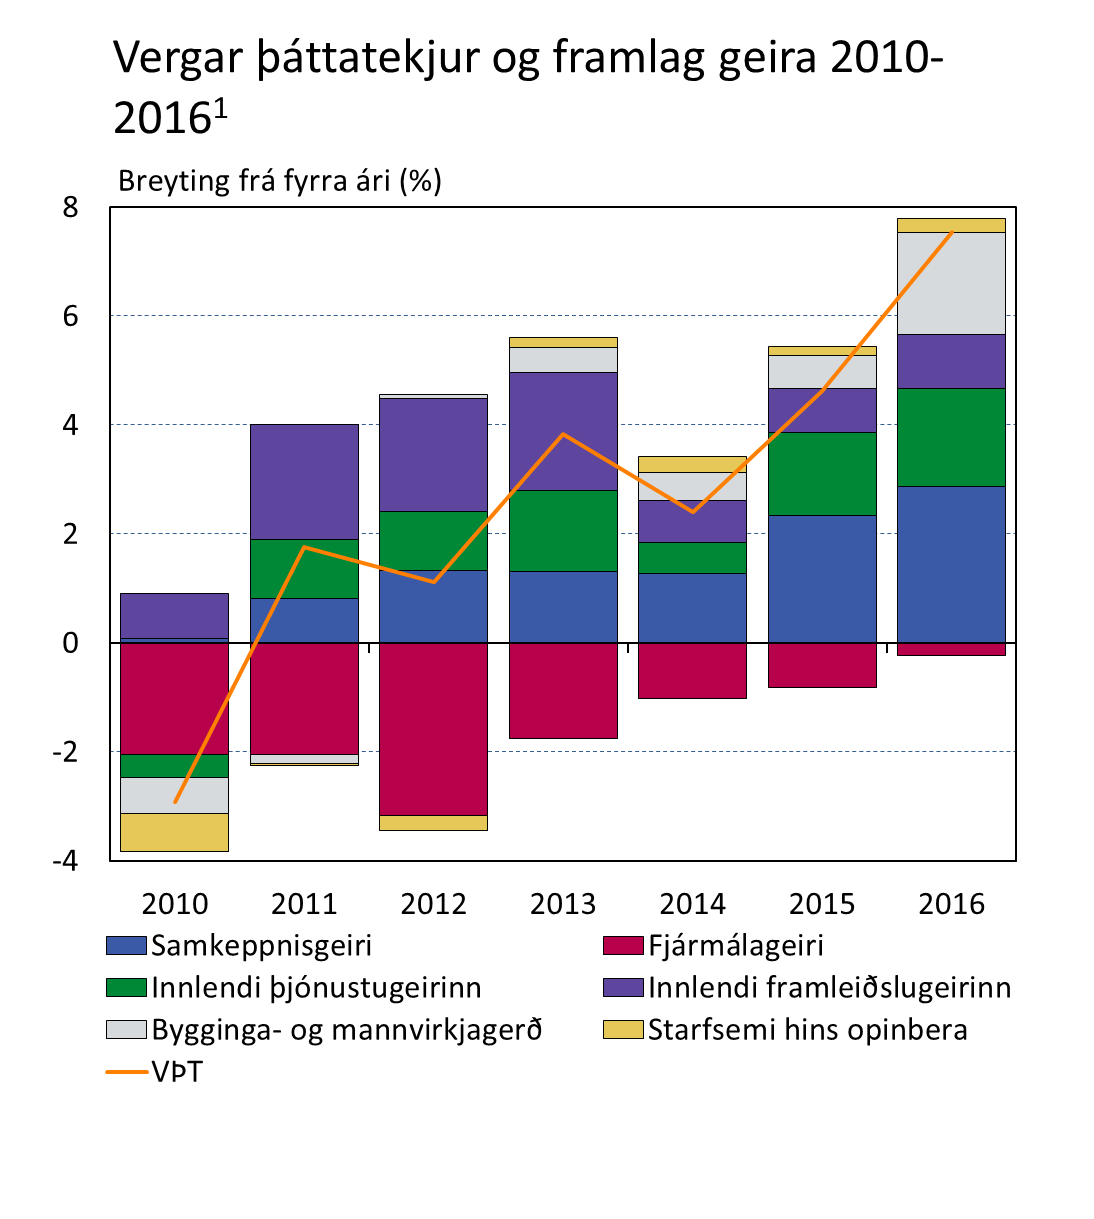 Vergar þáttatekjur og framlag geira 2010-
2016¹
Breyting frá fyrra ári (%)
8
6
4
2
0
-2
-4
2010 2011 2012 2013 2014 2015 2016
Samkeppnisgeiri Fjármálageiri
Innlendi þjónustugeirinn Innlendi framleiðslugeirinn
Bygginga- og mannvirkjagerð Starfsemi hins opinbera
VÞT